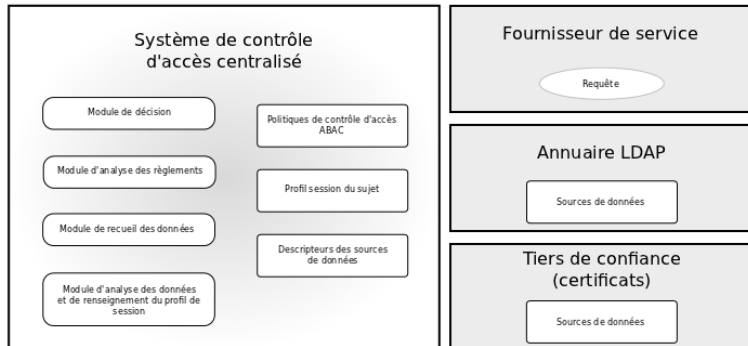 Système de contrôle
d'accès centralisé
Module de décision
Module d'analyse des règlements
Module de recueil des données
Module d'analyse des données
et de renseignement du profil de
session
Politiques de contrôle d'accès
ABAC
Profil session du sujet
Descripteurs des sources
de données
Fournisseur de service
Requête
Annuaire LDAP
Sources de données
Tiers de confiance
(certificats)
Sources de données